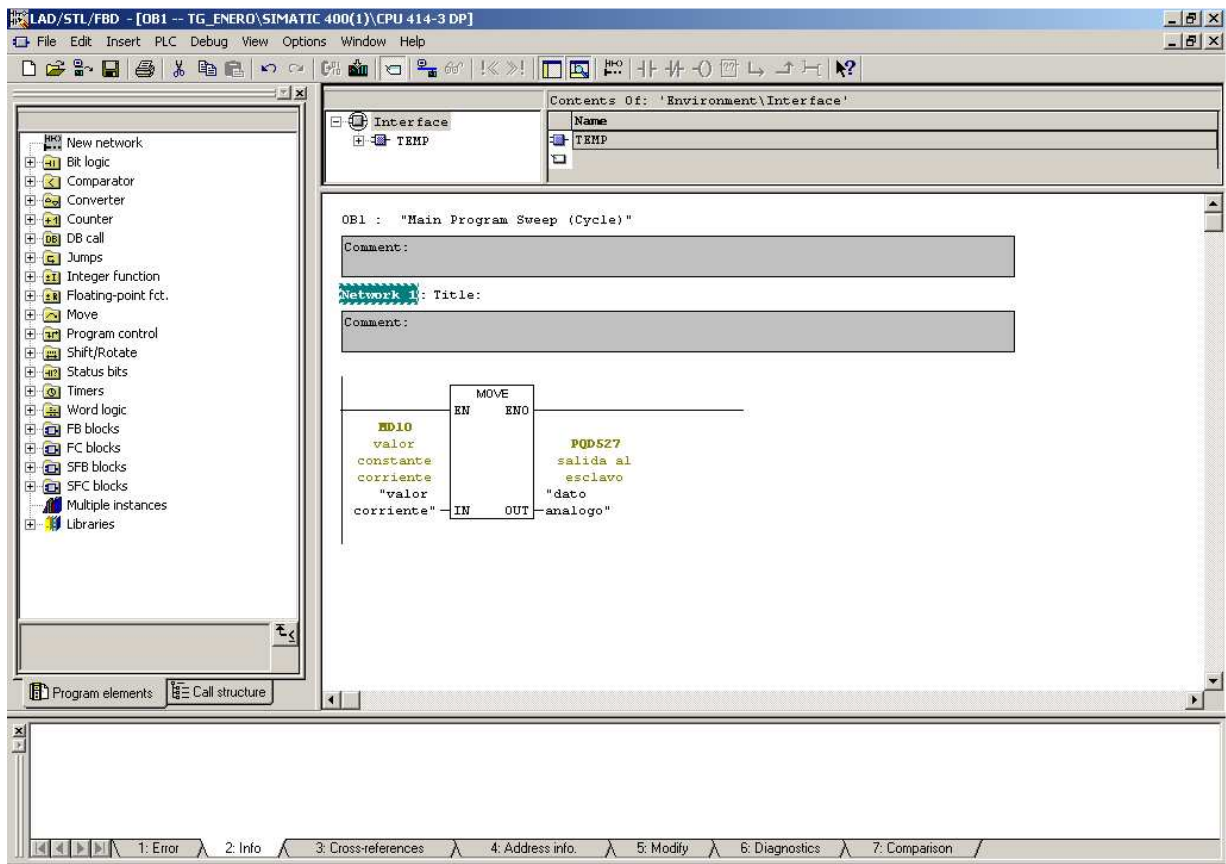 LAD/STL/FBD - [OB1 -- TG_ENERO\SIMATIC 400(1)\CPU 414-3 DP]
File Edit Insert PLC Debug View Options Window Help
New network
Bit logic
Comparator
Converter
Counter
DB call
Jumps
Integer function
Floating-point fct.
Move
Program control
Shift/Rotate
Status bits
Timers
Word logic
FB blocks
FC blocks
SFB blocks
SFC blocks
Multiple instances
Libraries
Program elements
Call structure
Interface
TEMP
Contents Of: 'Environment\Interface'
Name
TEMP
OB1 : "Main Program Sweep (Cycle)"
Comment:
Network 1: Title:
Comment:
MOVE
EN ENO
MD10
valor
constante
corriente
"valor
corriente"
IN OUT
PQD527
salida al
esclavo
"dato
analogo"
1: Error
2: Info
3: Cross-references
4: Address info.
5: Modify
6: Diagnostics
7: Comparison